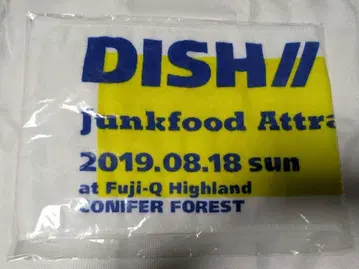 DISH//
Junkfood Attra
2019.08.18 sun
at Fuji-Q Highland
CONIFER FOREST